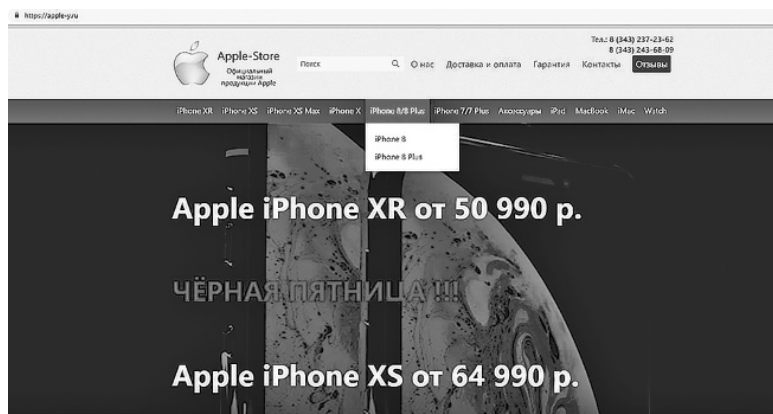 https://apple-y.ru
Тел.: 8 (343) 237-23-62
8 (343) 243-68-09
Apple-Store
Официальный
магазин
продукции Apple
Поиск
О нас Доставка и оплата Гарантия Контакты Отзывы
iPhone XR iPhone XS iPhone XS Max iPhone X iPhone 8/8 Plus iPhone 7/7 Plus Аксессуары iPad MacBook iMac Watch
iPhone 8
iPhone 8 Plus
Apple iPhone XR от 50 990 р.
ЧЁРНАЯ ПЯТНИЦА !!!
Apple iPhone XS от 64 990 р.